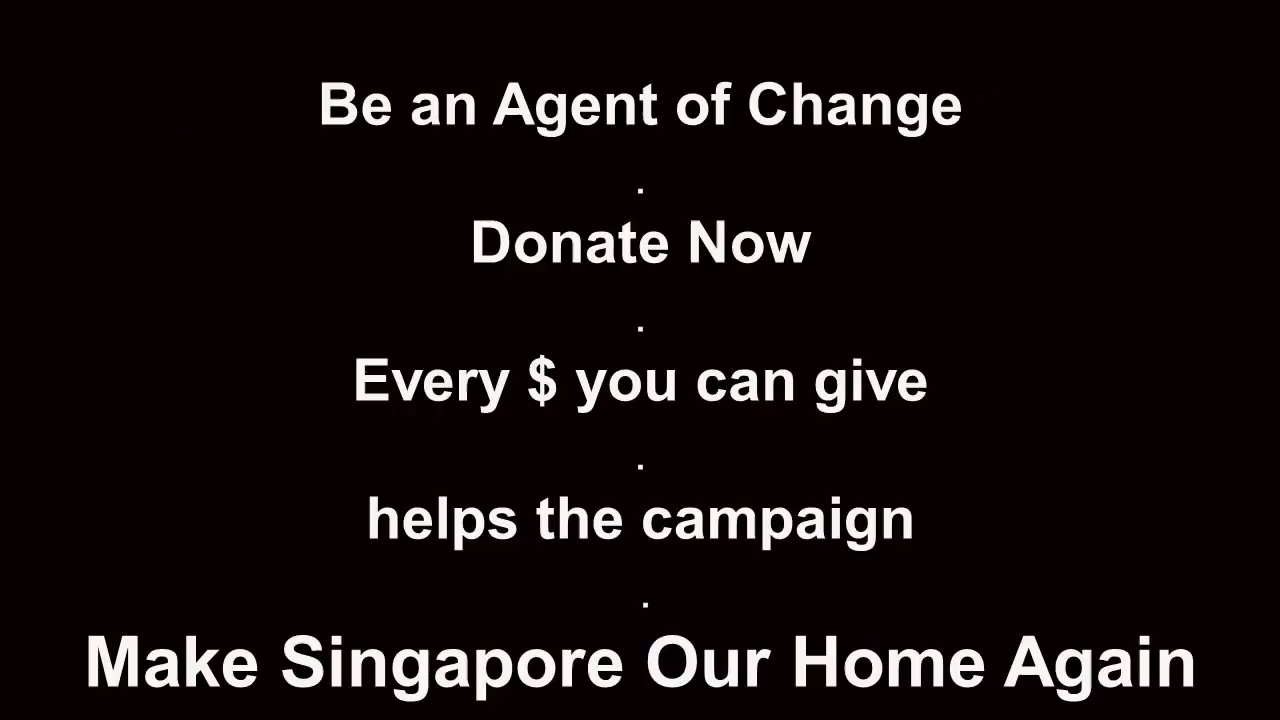 Be an Agent of Change
.
Donate Now
.
Every $ you can give
.
helps the campaign
.
Make Singapore Our Home Again